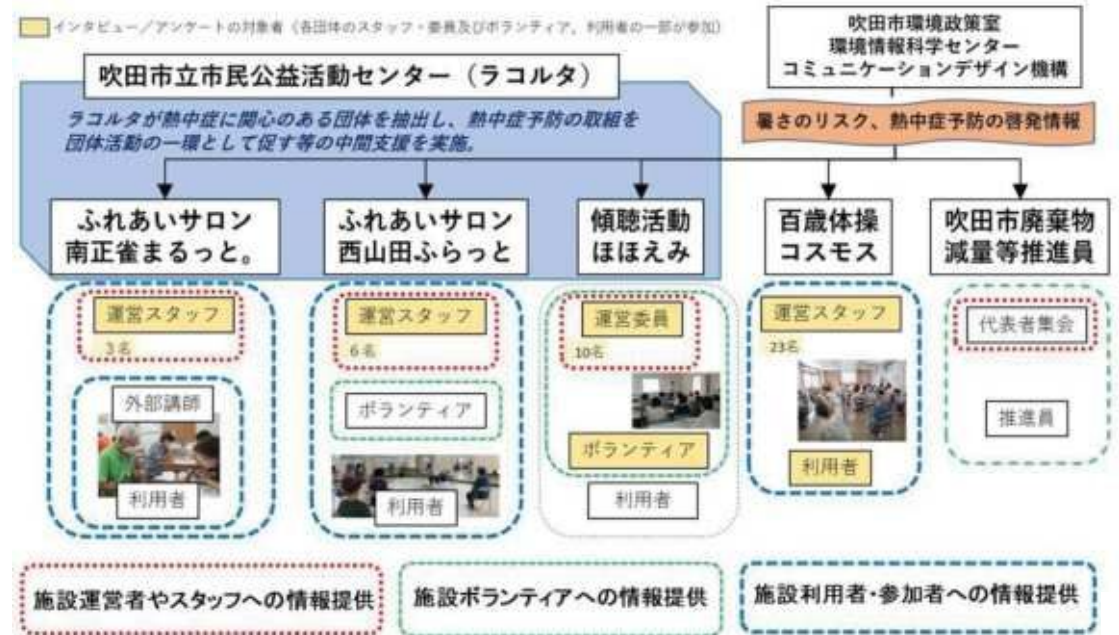 インタビュー/アンケートの対象者(各団体のスタッフ・委員及びボランティア、利用者の一部が参加)
吹田市環境政策室
環境情報科学センター
コミュニケーションデザイン機構
吹田市立市民公益活動センター(ラコルタ)
ラコルタが熱中症に関心のある団体を抽出し、熱中症予防の取組を
団体活動の一環として促す等の中間支援を実施。
暑さのリスク、熱中症予防の啓発情報
ふれあいサロン
南正雀まるっと。
ふれあいサロン
西山田ふらっと
傾聴活動
ほほえみ
百歳体操
コスモス
吹田市廃棄物
減量等推進員
運営スタッフ
3名
外部講師
利用者
運営スタッフ
6名
ボランティア
利用者
運営委員
10名
ボランティア
利用者
運営スタッフ
23名
利用者
代表者集会
推進員
施設運営者やスタッフへの情報提供
施設ボランティアへの情報提供
施設利用者・参加者への情報提供